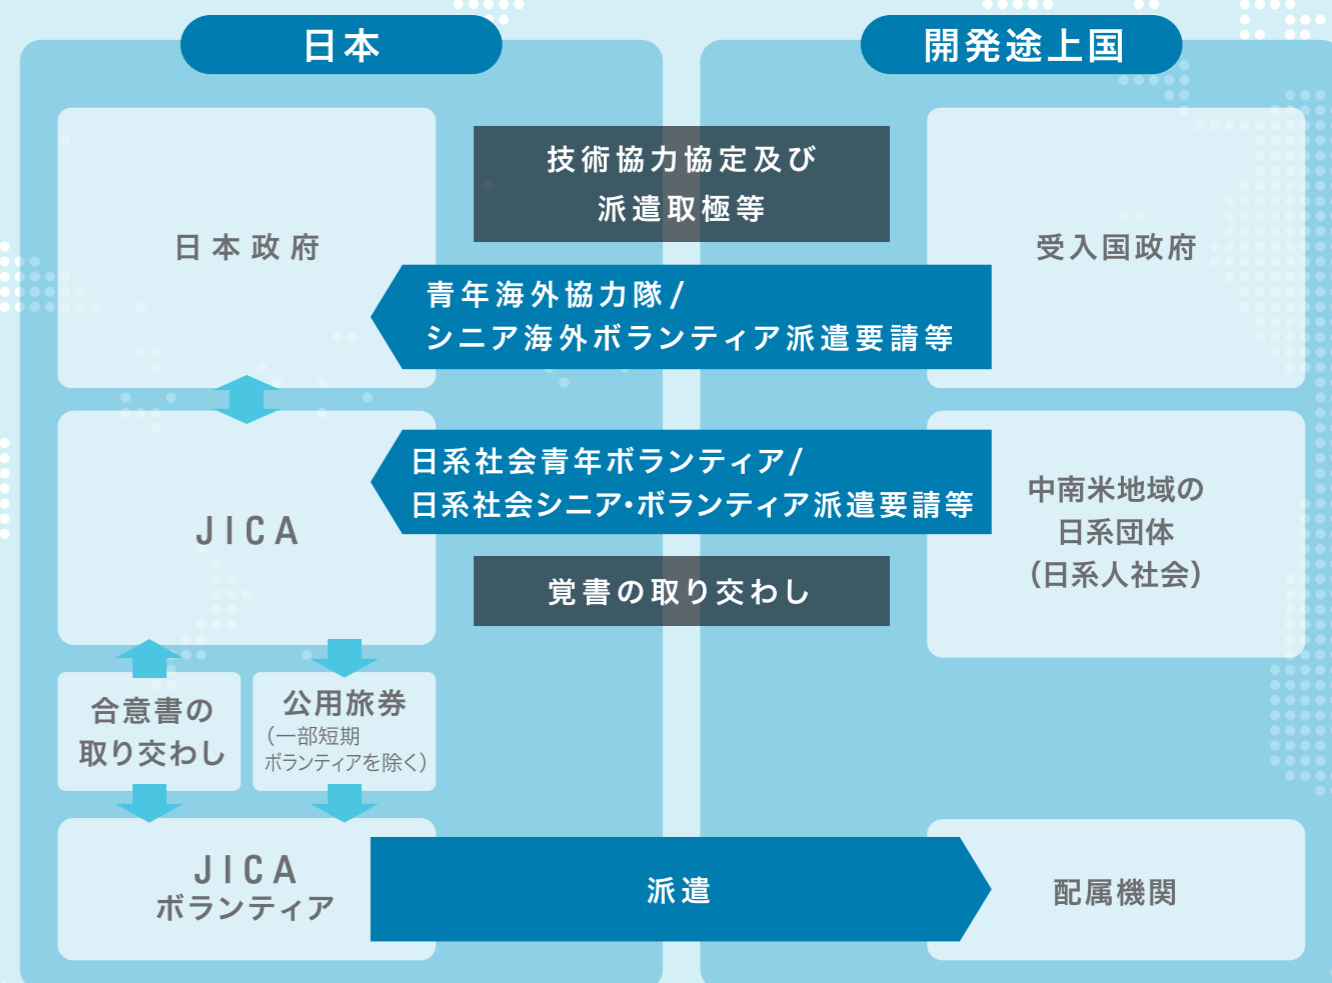 日本
開発途上国
日本政府
技術協力協定及び
派遣取極等
受入国政府
青年海外協力隊/
シニア海外ボランティア派遣要請等
JICA
日系社会青年ボランティア/
日系社会シニア・ボランティア派遣要請等
中南米地域の
日系団体
（日系人社会）
覚書の取り交わし
合意書の
取り交わし
公用旅券
（一部短期
ボランティアを除く）
JICA
ボランティア
派遣
配属機関